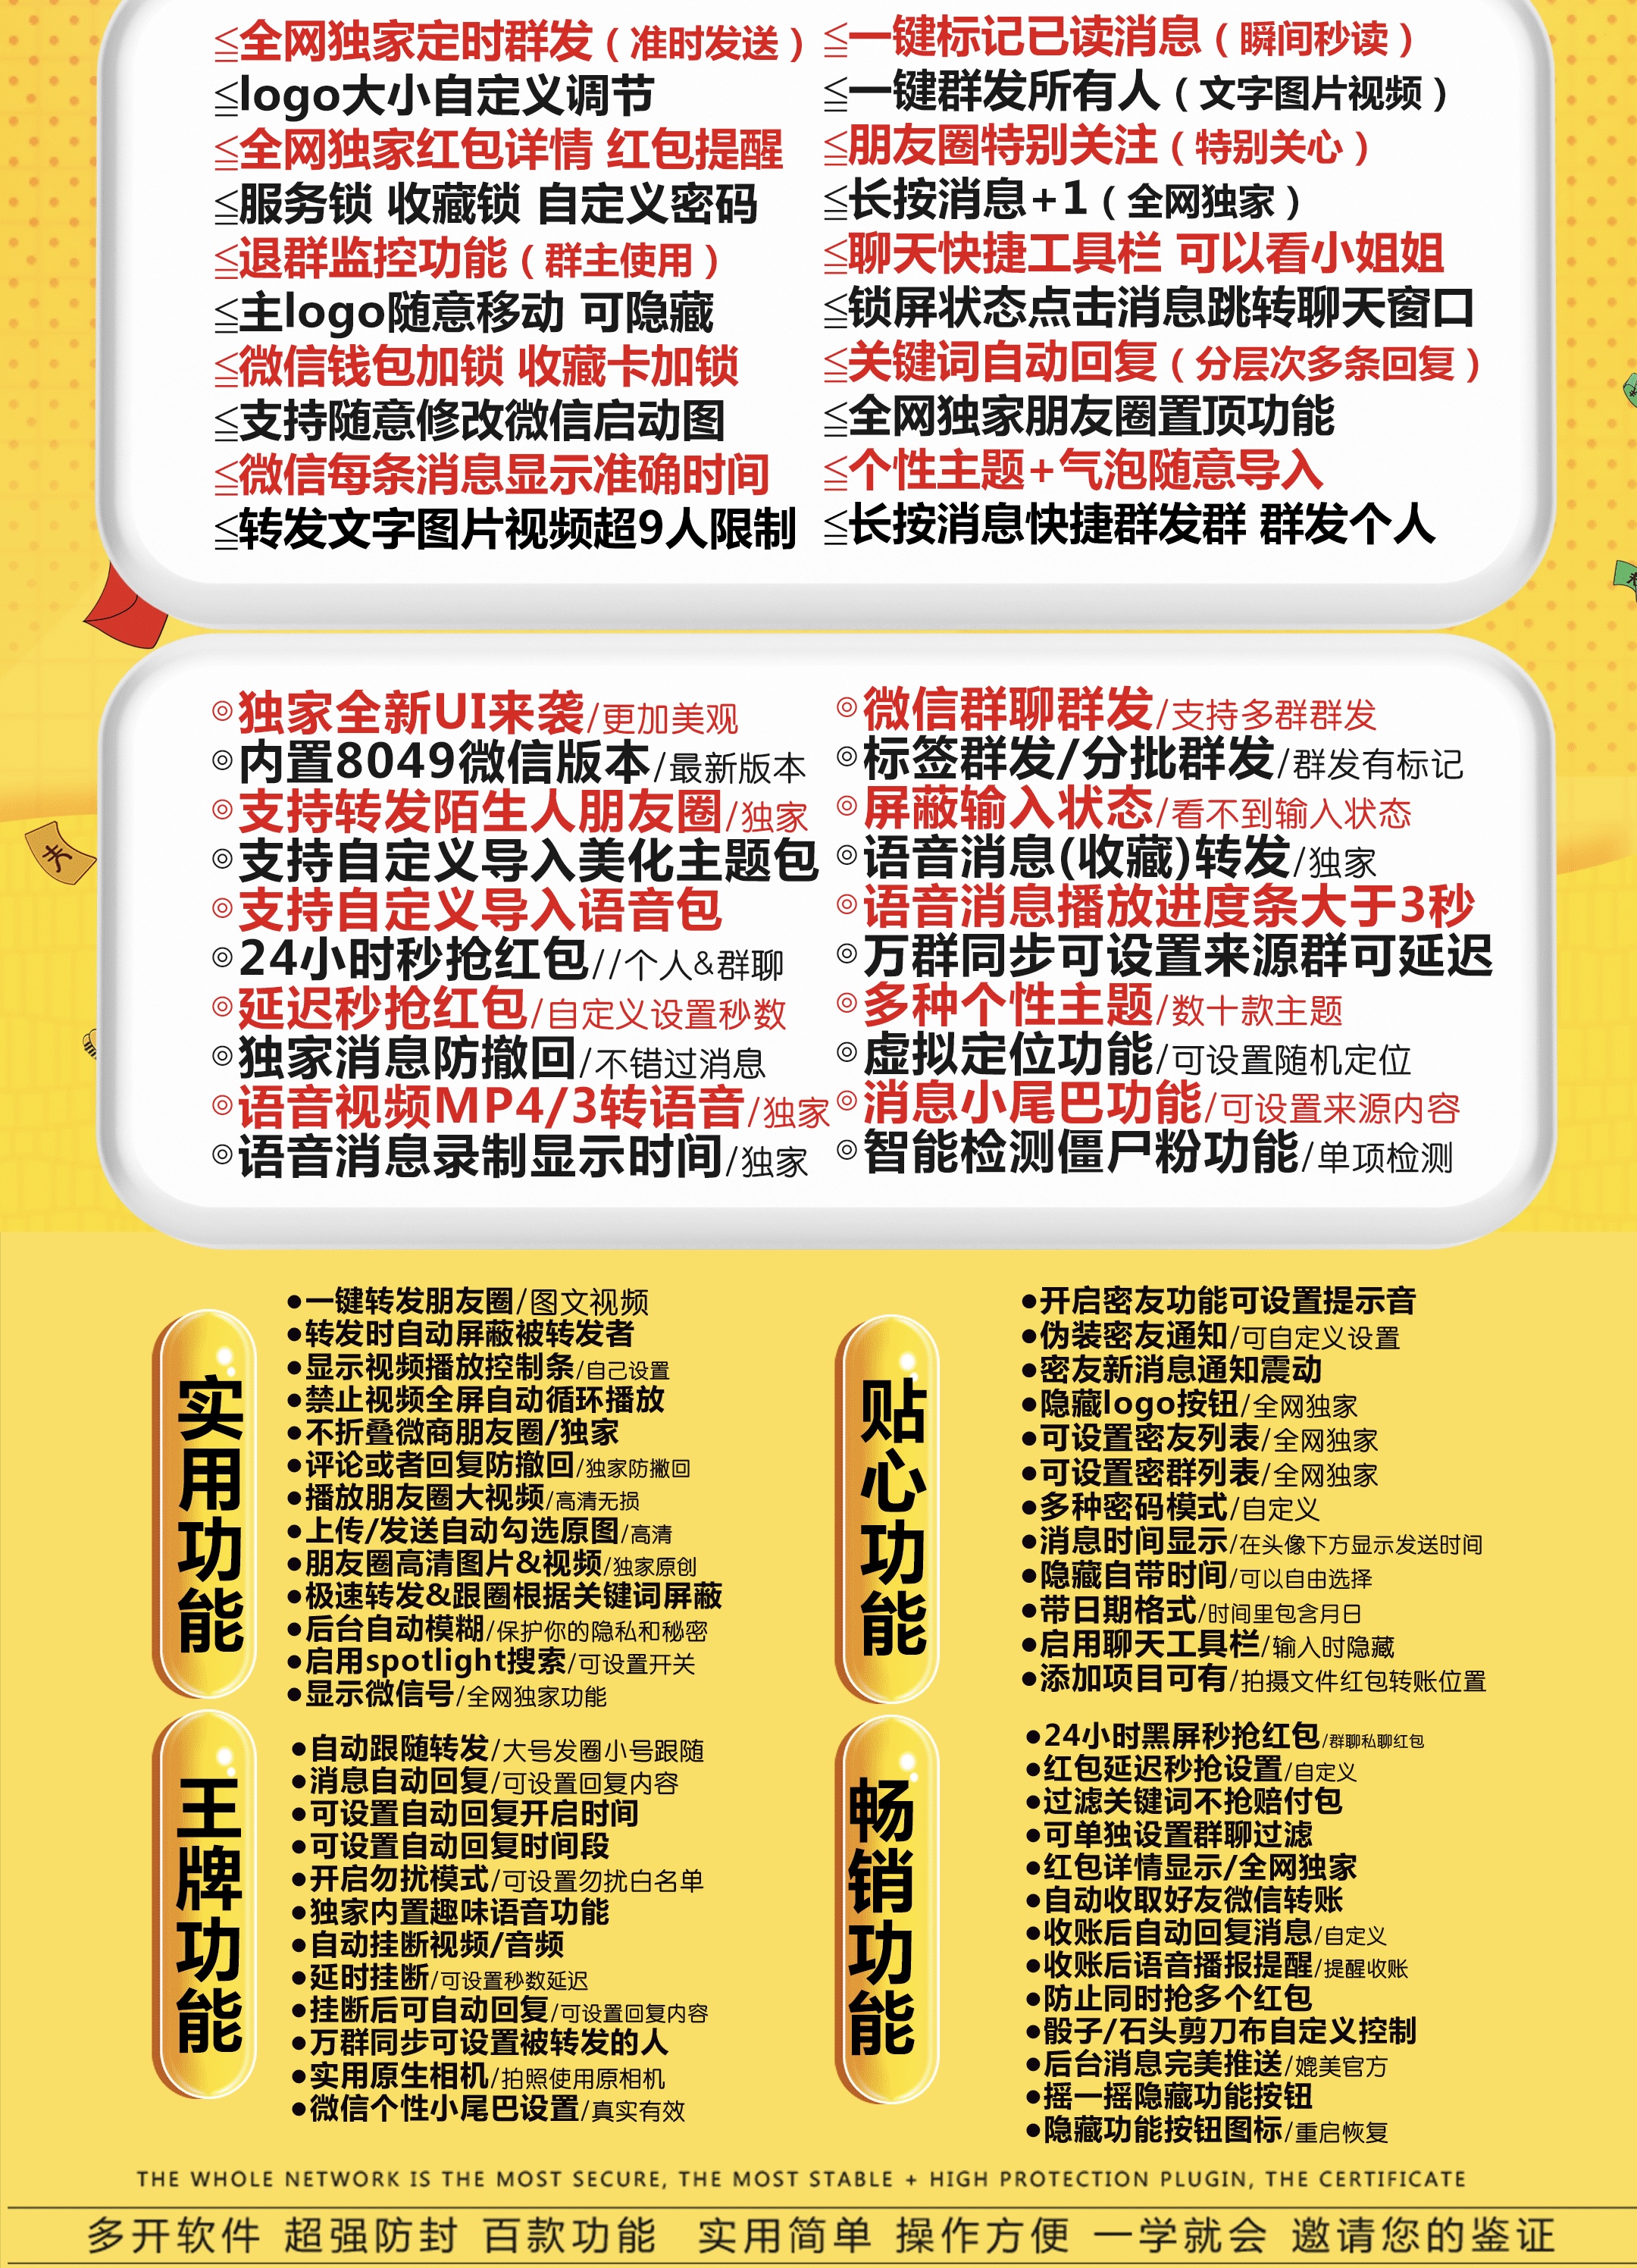 ≦全网独家定时群发（准时发送）
≦logo大小自定义调节
≦全网独家红包详情 红包提醒
≦服务锁 收藏锁 自定义密码
≦退群监控功能（群主使用）
≦主logo随意移动 可隐藏
≦微信钱包加锁 收藏卡加锁
≦支持随意修改微信启动图
≦微信每条消息显示准确时间
≦转发文字图片视频超9人限制
≦一键标记已读消息（瞬间秒读）
≦一键群发所有人（文字图片视频）
≦朋友圈特别关注（特别关心）
≦长按消息+1（全网独家）
≦聊天快捷工具栏 可以看小姐姐
≦锁屏状态点击消息跳转聊天窗口
≦关键词自动回复（分层次多条回复）
≦全网独家朋友圈置顶功能
≦个性主题+气泡随意导入
≦长按消息快捷群发群 群发个人
◎独家全新UI来袭/更加美观
◎内置8049微信版本/最新版本
◎支持转发陌生人朋友圈/独家
◎支持自定义导入美化主题包
◎支持自定义导入语音包
◎24小时秒抢红包//个人&群聊
◎延迟秒抢红包/自定义设置秒数
◎独家消息防撤回/不错过消息
◎语音视频MP4/3转语音/独家
◎语音消息录制显示时间/独家
◎微信群聊群发/支持多群群发
◎标签群发/分批群发/群发有标记
◎屏蔽输入状态/看不到输入状态
◎语音消息(收藏)转发/独家
◎语音消息播放进度条大于3秒
◎万群同步可设置来源群可延迟
◎多种个性主题/数十款主题
◎虚拟定位功能/可设置随机定位
◎消息小尾巴功能/可设置来源内容
◎智能检测僵尸粉功能/单项检测
实用功能
●一键转发朋友圈/图文视频
●转发时自动屏蔽被转发者
●显示视频播放控制条/自己设置
●禁止视频全屏自动循环播放
●不折叠微商朋友圈/独家
●评论或者回复防撤回/独家防撇回
●播放朋友圈大视频/高清无损
●上传/发送自动勾选原图/高清
●朋友圈高清图片&视频/独家原创
●极速转发&跟圈根据关键词屏蔽
●后台自动模糊/保护你的隐私和秘密
●启用spotlight搜索/可设置开关
●显示微信号/全网独家功能
贴心功能
●开启密友功能可设置提示音
●伪装密友通知/可自定义设置
●密友新消息通知震动
●隐藏logo按钮/全网独家
●可设置密友列表/全网独家
●可设置密群列表/全网独家
●多种密码模式/自定义
●消息时间显示/在头像下方显示发送时间
●隐藏自带时间/可以自由选择
●带日期格式/时间里包含月日
●启用聊天工具栏/输入时隐藏
●添加项目可有/拍摄文件红包转账位置
王牌功能
●自动跟随转发/大号发圈小号跟随
●消息自动回复/可设置回复内容
●可设置自动回复开启时间
●可设置自动回复时间段
●开启勿扰模式/可设置勿扰白名单
●独家内置趣味语音功能
●自动挂断视频/音频
●延时挂断/可设置秒数延迟
●挂断后可自动回复/可设置回复内容
●万群同步可设置被转发的人
●实用原生相机/拍照使用原相机
●微信个性小尾巴设置/真实有效
畅销功能
●24小时黑屏秒抢红包/群聊私聊红包
●红包延迟秒抢设置/自定义
●过滤关键词不抢赔付包
●可单独设置群聊过滤
●红包详情显示/全网独家
●自动收取好友微信转账
●收账后自动回复消息/自定义
●收账后语音播报提醒/提醒收账
●防止同时抢多个红包
●骰子/石头剪刀布自定义控制
●后台消息完美推送/媲美官方
●摇一摇隐藏功能按钮
●隐藏功能按钮图标/重启恢复
THE WHOLE NETWORK IS THE MOST SECURE, THE MOST STABLE + HIGH PROTECTION PLUGIN, THE CERTIFICATE
多开软件 超强防封 百款功能 实用简单 操作方便 一学就会 邀请您的鉴证